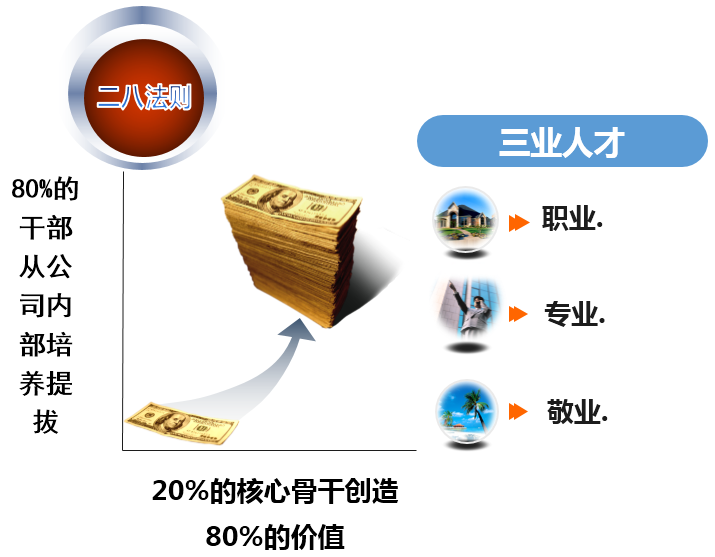 二八法则
三业人才
80%的
干部
从公
司内
部培
养提
拔
职业.
专业.
敬业.
20%的核心骨干创造
80%的价值